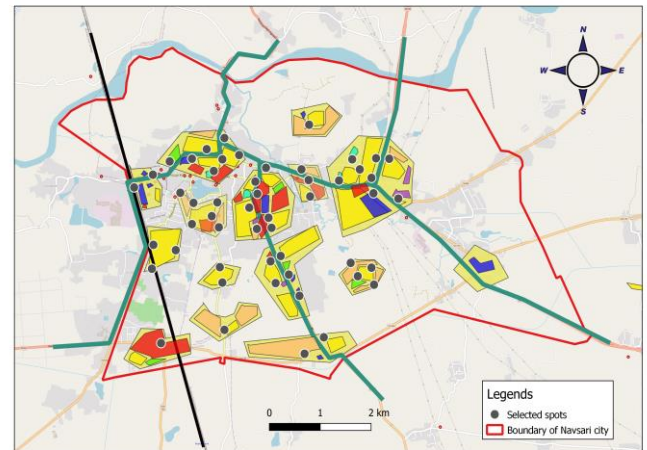 N
W E
S
Legends
Selected spots
Boundary of Navsari city
0 1 2 km